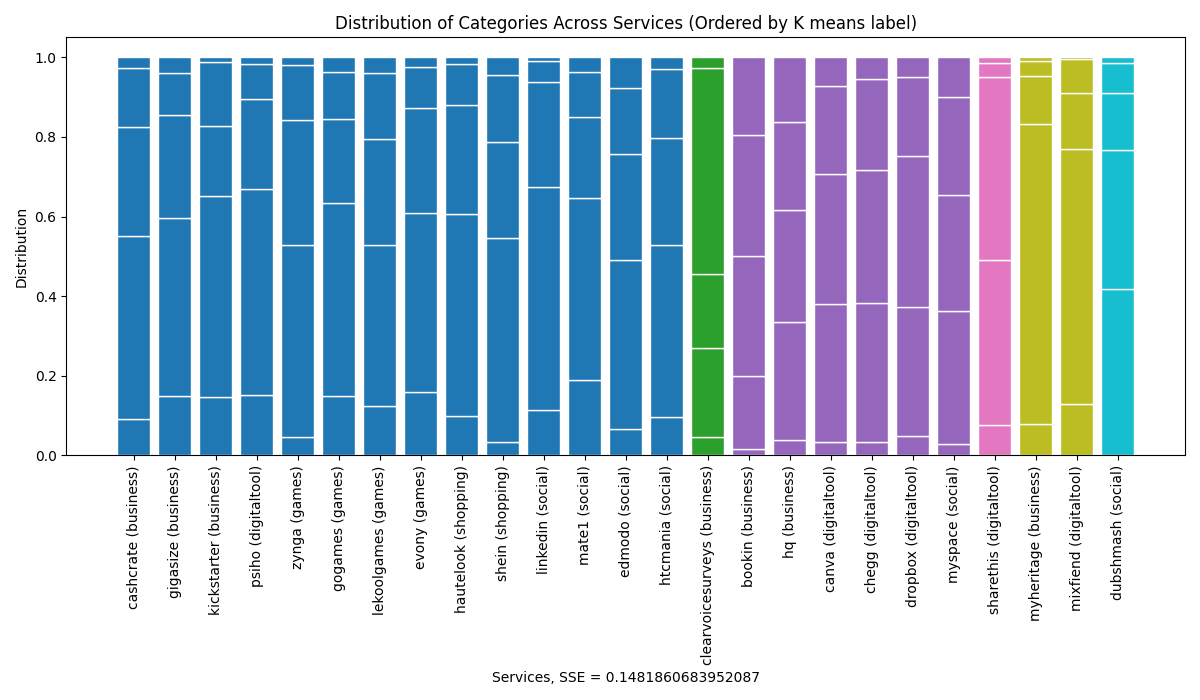 Distribution of Categories Across Services (Ordered by K means label)
Distribution
1.0
0.8
0.6
0.4
0.2
0.0
cashcrate (business)
gigasize (business)
kickstarter (business)
psiho (digitaltool)
zynga (games)
gogames (games)
lekoolgames (games)
evony (games)
hautelook (shopping)
shein (shopping)
linkedin (social)
mate1 (social)
edmodo (social)
htcmania (social)
clearvoicesurveys (business)
bookin (business)
hq (business)
canva (digitaltool)
chegg (digitaltool)
dropbox (digitaltool)
myspace (social)
sharethis (digitaltool)
myheritage (business)
mixfiend (digitaltool)
dubshmash (social)
Services, SSE = 0.1481860683952087